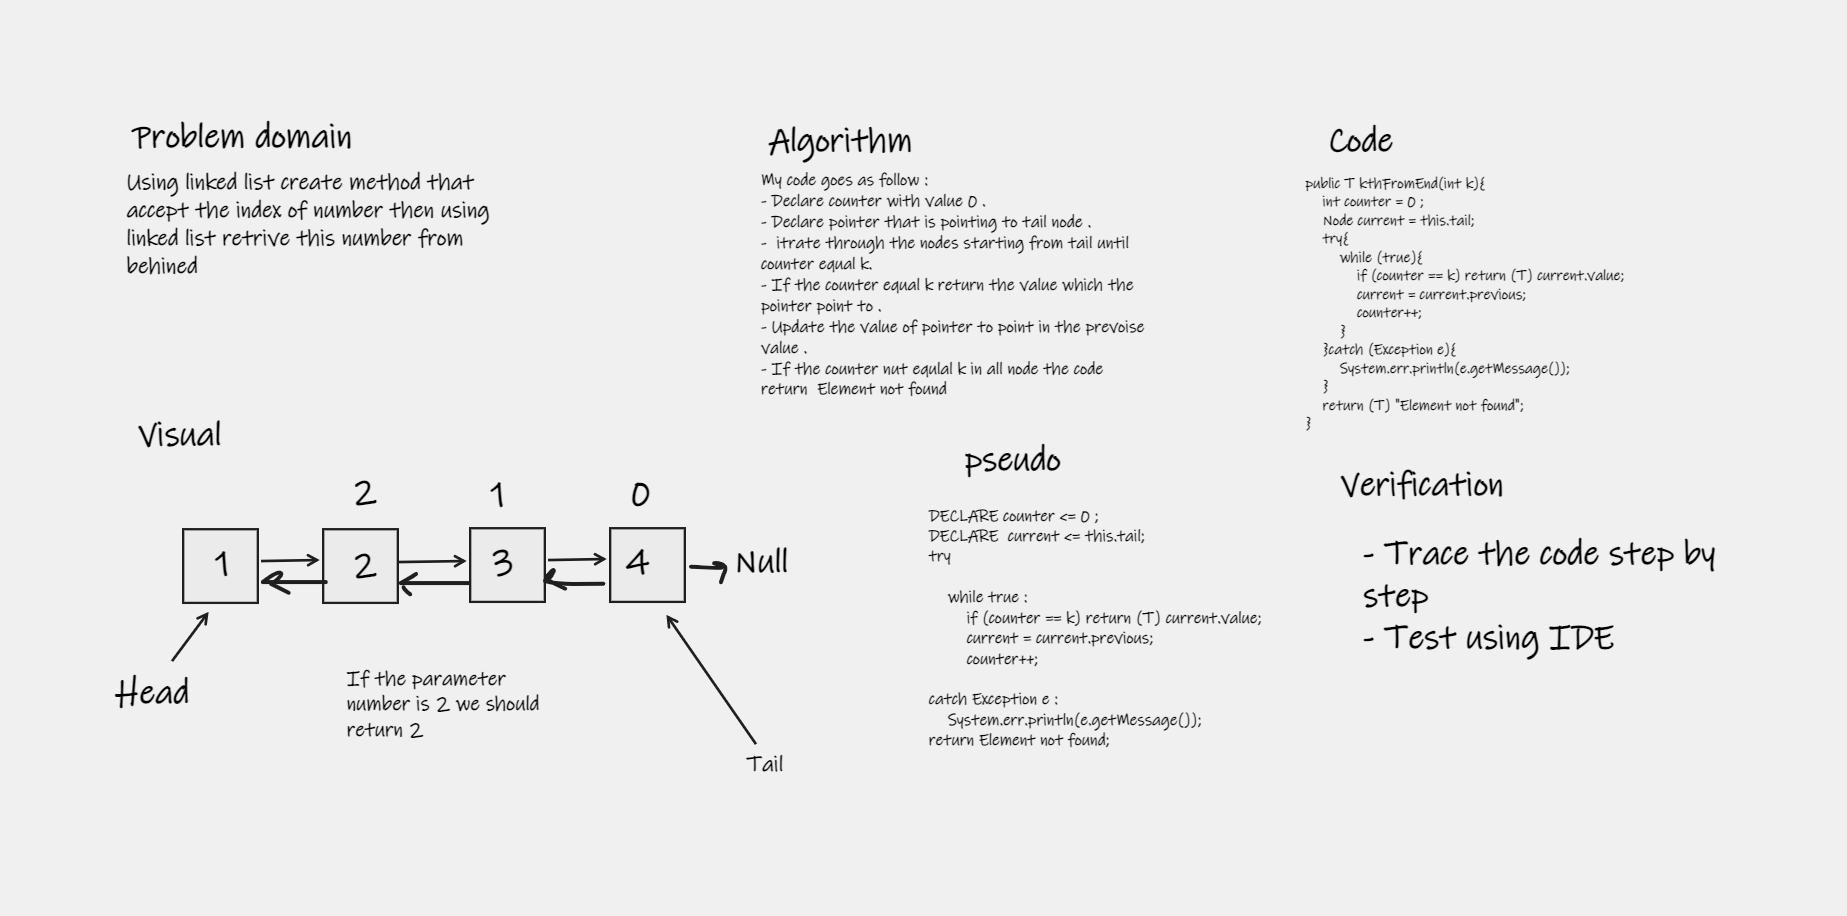 Problem domain
Using linked list create method that
accept the index of number then using
linked list retrive this number from
behined
Visual
2 1 0
1 2 3 4 Null
Head
If the parameter
number is 2 we should
return 2
Tail
Algorithm
My code goes as follow :
- Declare counter with value 0 .
- Declare pointer that is pointing to tail node .
- itrate through the nodes starting from tail until
counter equal k.
- If the counter equal k return the value which the
pointer point to .
- Update the value of pointer to point in the prevoise
value .
- If the counter nut equlal k in all node the code
return Element not found
pseudo
DECLARE counter <= 0 ;
DECLARE current <= this.tail;
try
while true :
if (counter == k) return (T) current.value;
current = current.previous;
counter++;
catch Exception e :
System.err.println(e.getMessage());
return Element not found;
Code
public T kthFromEnd(int k){
int counter = 0 ;
Node current = this.tail;
try{
while (true){
if (counter == k) return (T) current.value;
current = current.previous;
counter++;
}
}catch (Exception e){
System.err.println(e.getMessage());
}
return (T) "Element not found";
}
Verification
- Trace the code step by
step
- Test using IDE